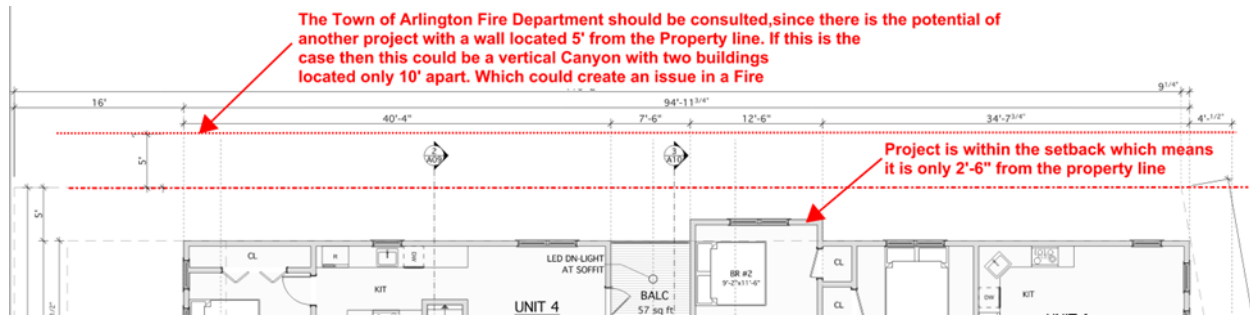 The Town of Arlington Fire Department should be consulted,since there is the potential of
another project with a wall located 5' from the Property line. If this is the
case then this could be a vertical Canyon with two buildings
located only 10' apart. Which could create an issue in a Fire
9 1/4"
16'
94'-11 3/4"
40'-4"
7'-6"
12'-6"
34'-7 3/4"
4'-1/2"
5'
2
A09
3
A10
Project is within the setback which means
it is only 2'-6" from the property line
5'
CL
R
DW
KIT
LED DN-LIGHT
AT SOFFIT
UNIT 4
BALC
57 sq ft
BR #2
9'-2"x11'-6"
CL
CL
DW
KIT